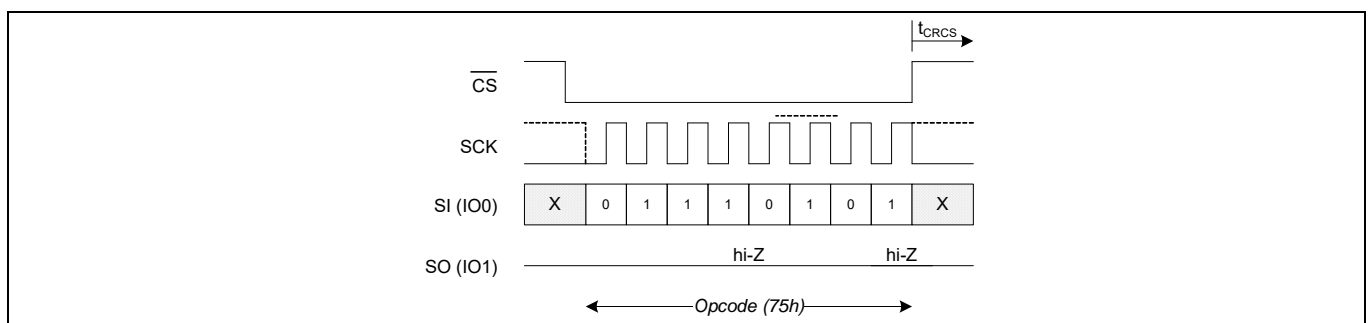 tCRCS
CS
SCK
SI (IO0) X 0 1 1 1 0 1 0 1 X
SO (IO1) hi-Z hi-Z
Opcode (75h)